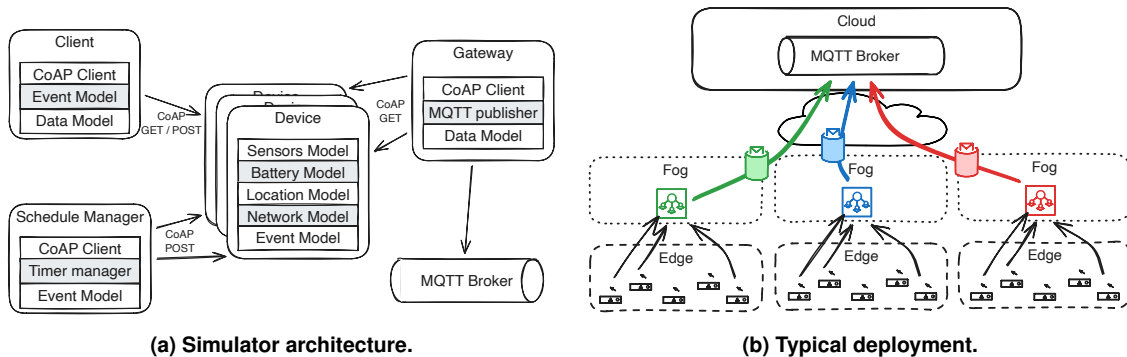 Client
CoAP Client
Event Model
Data Model
CoAP
GET / POST
Device
Device
Device
Sensors Model
Battery Model
Location Model
Network Model
Event Model
CoAP
GET
Gateway
CoAP Client
MQTT publisher
Data Model
Schedule Manager
CoAP Client
Timer manager
Event Model
CoAP
POST
MQTT Broker
(a) Simulator architecture.
Cloud
MQTT Broker
Fog
Fog
Fog
Edge
Edge
Edge
(b) Typical deployment.